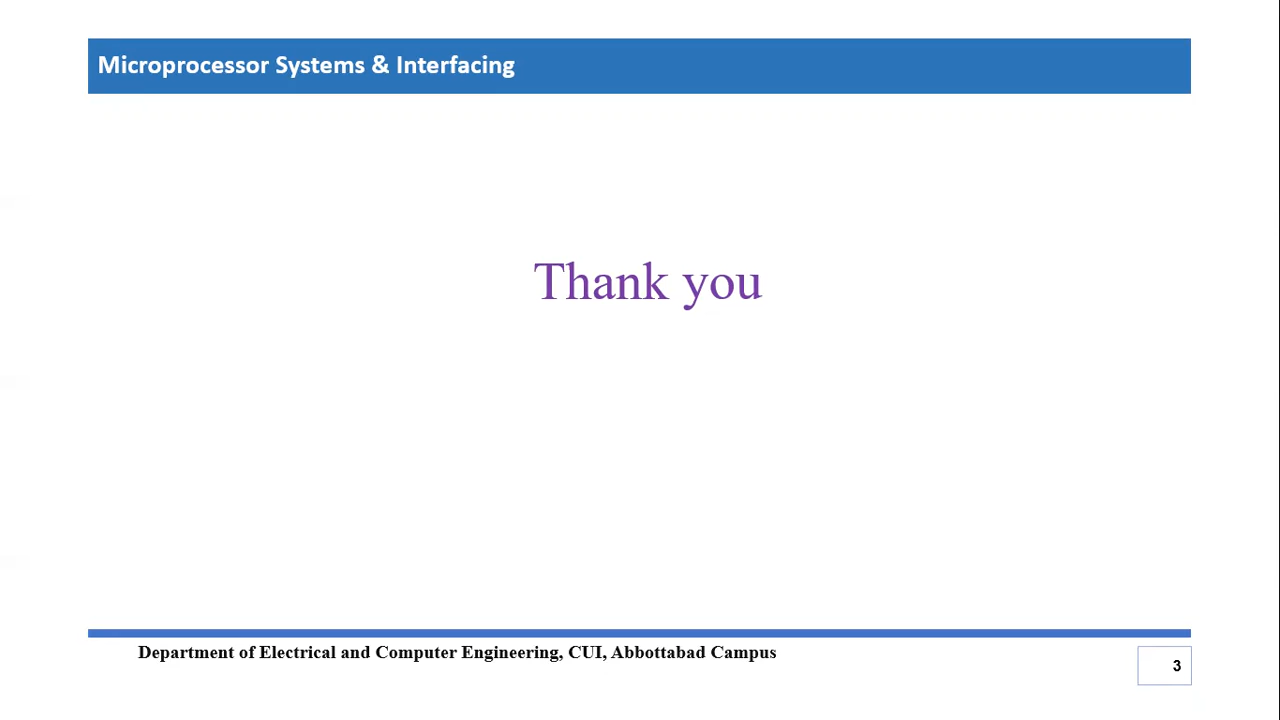 Microprocessor Systems & Interfacing
Thank you
Department of Electrical and Computer Engineering, CUI, Abbottabad Campus
3